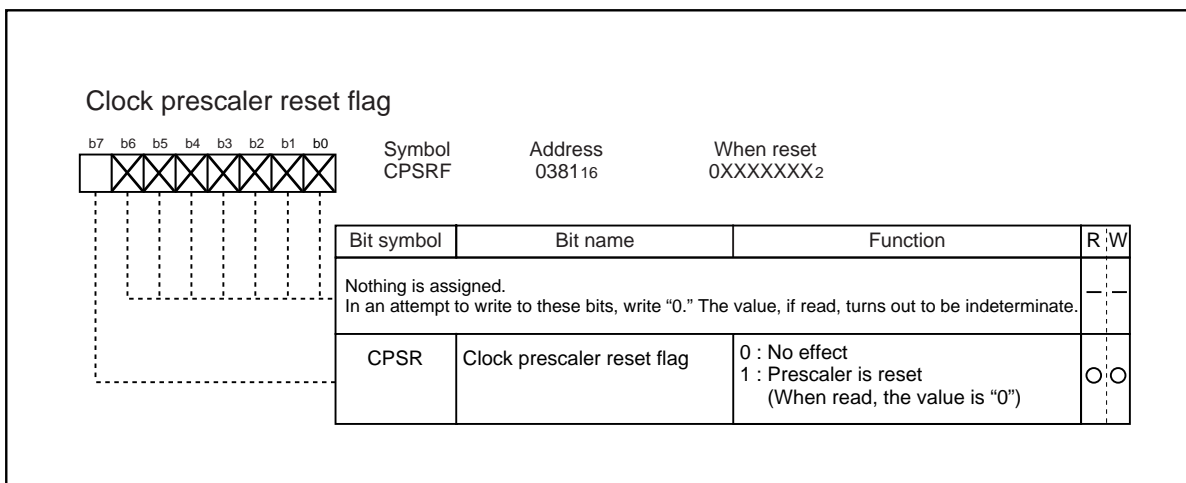 Clock prescaler reset flag
b7 b6 b5 b4 b3 b2 b1 b0
Symbol Address When reset
CPSRF 038116 0XXXXXXX2
Bit symbol Bit name Function R W
Nothing is assigned.
In an attempt to write to these bits, write “0.” The value, if read, turns out to be indeterminate.
— —
CPSR Clock prescaler reset flag 0 : No effect
1 : Prescaler is reset
(When read, the value is “0”)